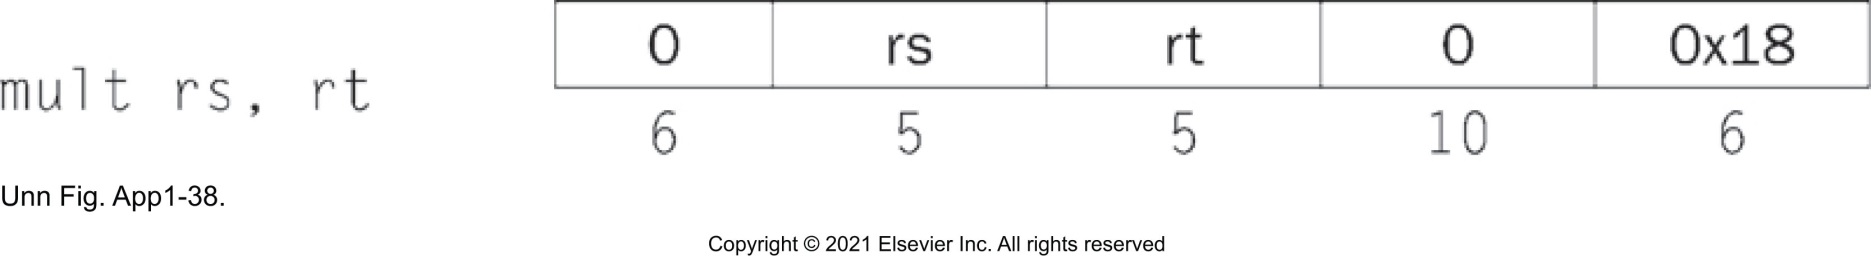 0 rs rt 0 0x18
mult rs, rt
6 5 5 10 6
Unn Fig. App1-38.
Copyright © 2021 Elsevier Inc. All rights reserved